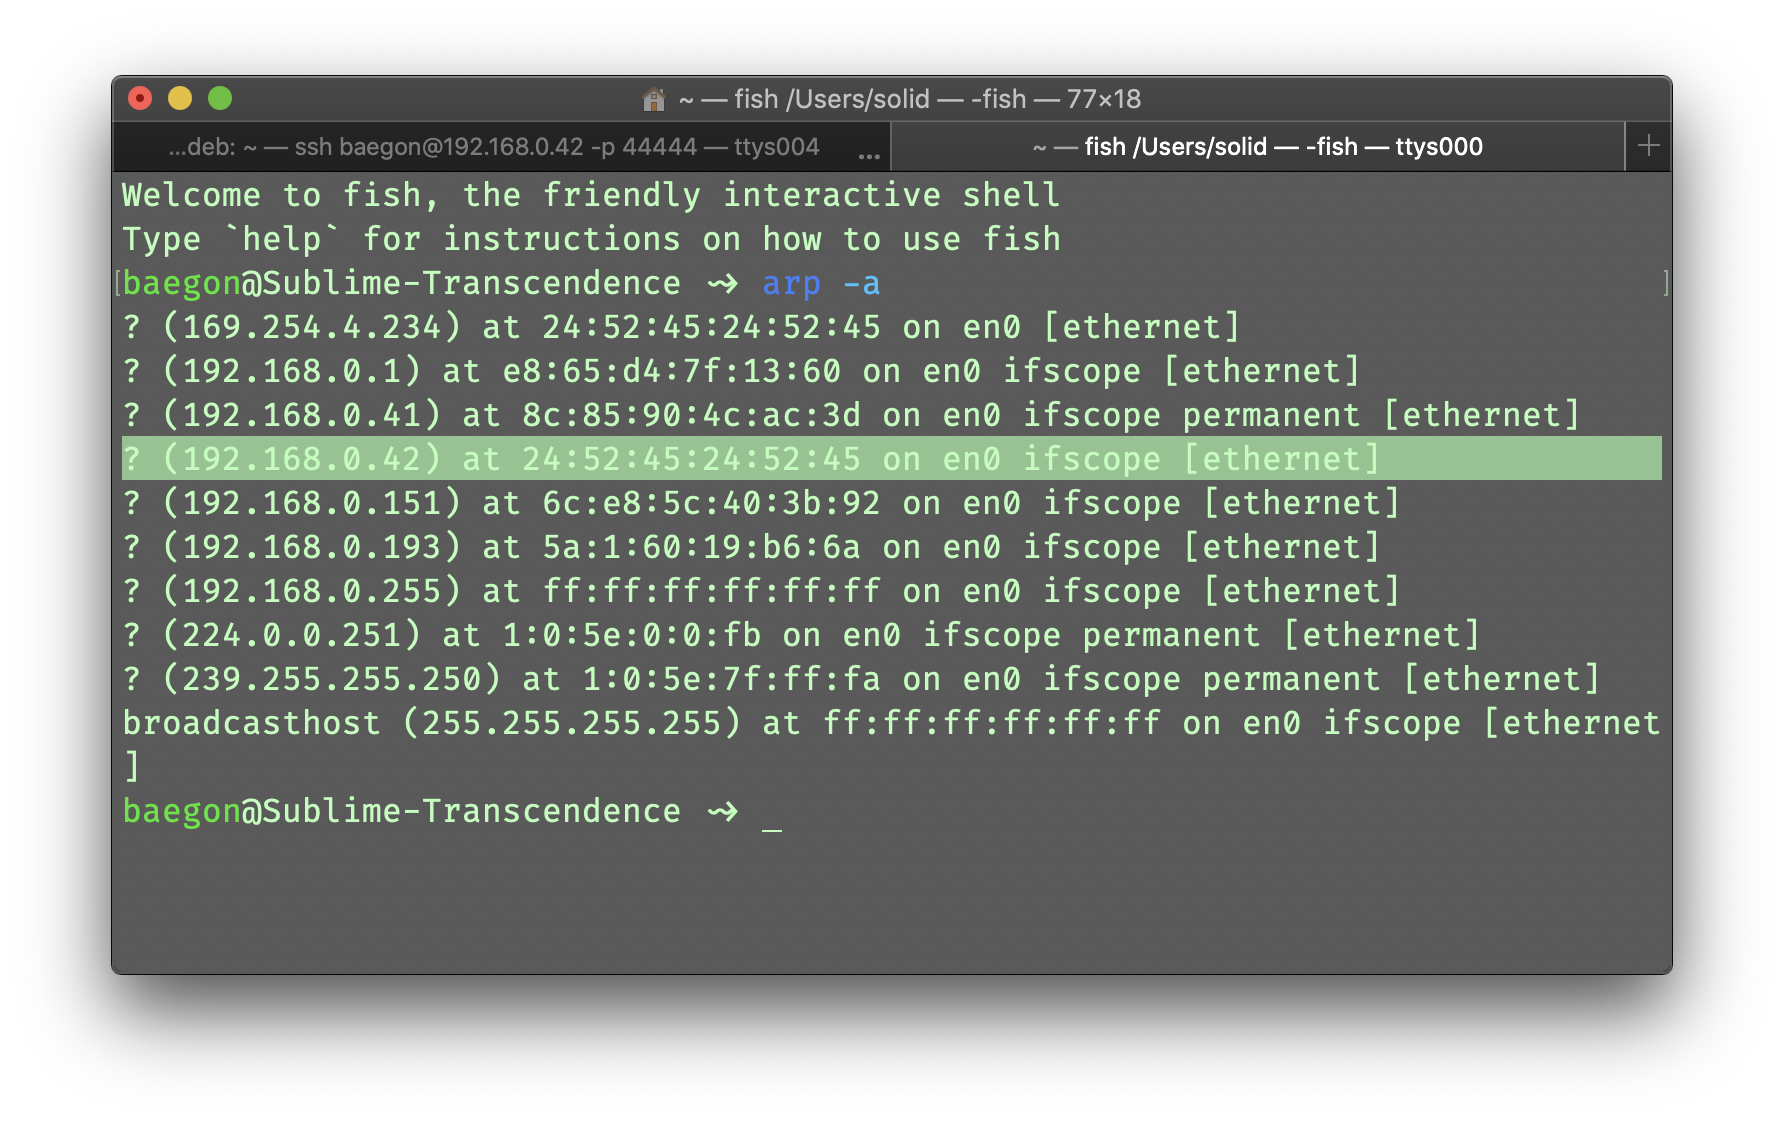 ~ — fish /Users/solid — -fish — 77×18
...deb: ~ — ssh baegon@192.168.0.42 -p 44444 — ttys004 ...
~ — fish /Users/solid — -fish — ttys000
Welcome to fish, the friendly interactive shell
Type `help` for instructions on how to use fish
[baegon@Sublime-Transcendence ⤳ arp -a ]
? (169.254.4.234) at 24:52:45:24:52:45 on en0 [ethernet]
? (192.168.0.1) at e8:65:d4:7f:13:60 on en0 ifscope [ethernet]
? (192.168.0.41) at 8c:85:90:4c:ac:3d on en0 ifscope permanent [ethernet]
? (192.168.0.42) at 24:52:45:24:52:45 on en0 ifscope [ethernet]
? (192.168.0.151) at 6c:e8:5c:40:3b:92 on en0 ifscope [ethernet]
? (192.168.0.193) at 5a:1:60:19:b6:6a on en0 ifscope [ethernet]
? (192.168.0.255) at ff:ff:ff:ff:ff:ff on en0 ifscope [ethernet]
? (224.0.0.251) at 1:0:5e:0:0:fb on en0 ifscope permanent [ethernet]
? (239.255.255.250) at 1:0:5e:7f:ff:fa on en0 ifscope permanent [ethernet]
broadcasthost (255.255.255.255) at ff:ff:ff:ff:ff:ff on en0 ifscope [ethernet
]
baegon@Sublime-Transcendence ⤳ _